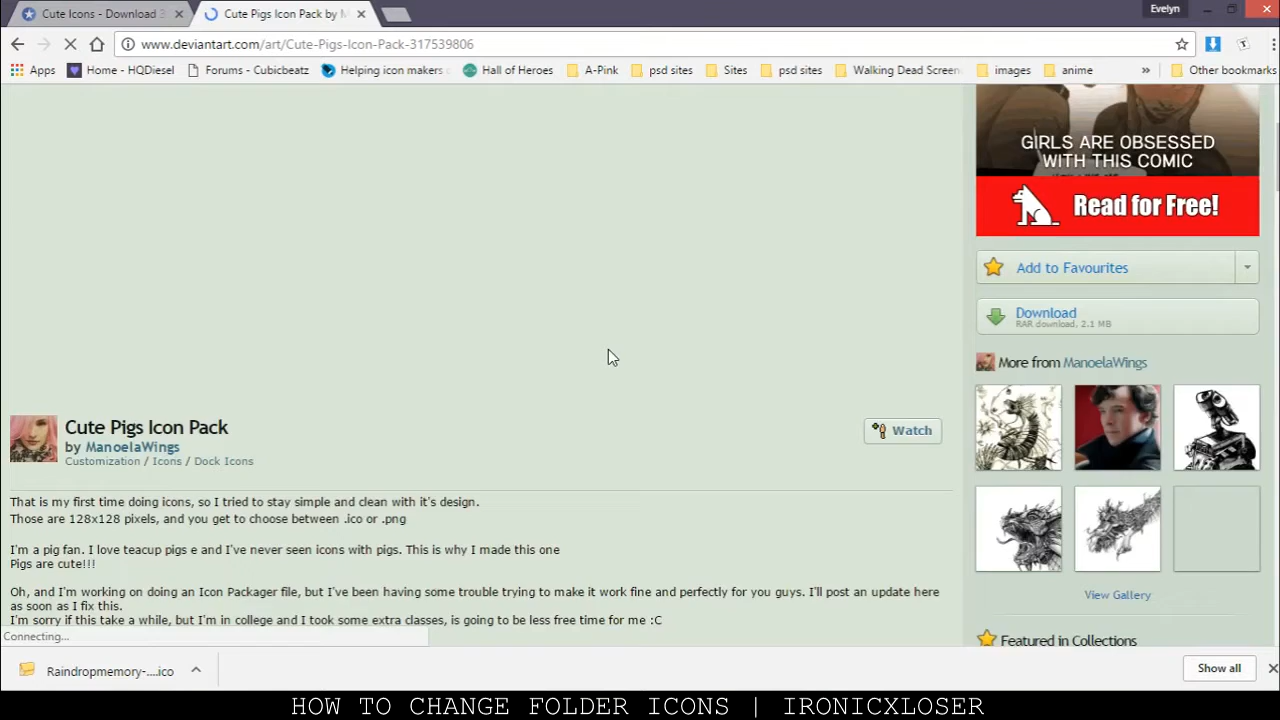 Cute Icons - Download 3
Cute Pigs Icon Pack by M
Evelyn
www.deviantart.com/art/Cute-Pigs-Icon-Pack-317539806
Apps
Home - HQDiesel
Forums - Cubicbeatz
Helping icon makers
Hall of Heroes
A-Pink
psd sites
Sites
psd sites
Walking Dead Screen
images
anime
»
Other bookmarks
GIRLS ARE OBSESSED
WITH THIS COMIC
Read for Free!
Add to Favourites
Download
RAR download, 2.1 MB
More from ManoelaWings
View Gallery
Featured in Collections
Cute Pigs Icon Pack
by ManoelaWings
Customization / Icons / Dock Icons
Watch
That is my first time doing icons, so I tried to stay simple and clean with it's design.
Those are 128x128 pixels, and you get to choose between .ico or .png
I'm a pig fan. I love teacup pigs e and I've never seen icons with pigs. This is why I made this one
Pigs are cute!!!
Oh, and I'm working on doing an Icon Packager file, but I've been having some trouble trying to make it work fine and perfectly for you guys. I'll post an update here
as soon as I fix this.
I'm sorry if this take a while, but I'm in college and I took some extra classes, is going to be less free time for me :C
Connecting...
Raindropmemory-....ico
Show all
HOW TO CHANGE FOLDER ICONS | IRONICXLOSER